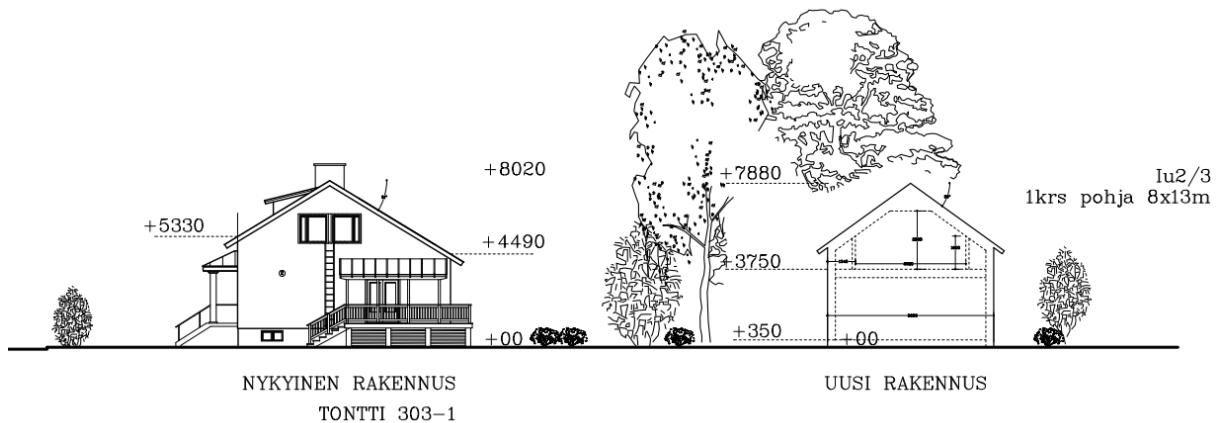 +8020
+7880
Iu2/3
1krs pohja 8x13m
+5330
+4490
+3750
+00
+350
+00
NYKYINEN RAKENNUS
TONTTI 303-1
UUSI RAKENNUS